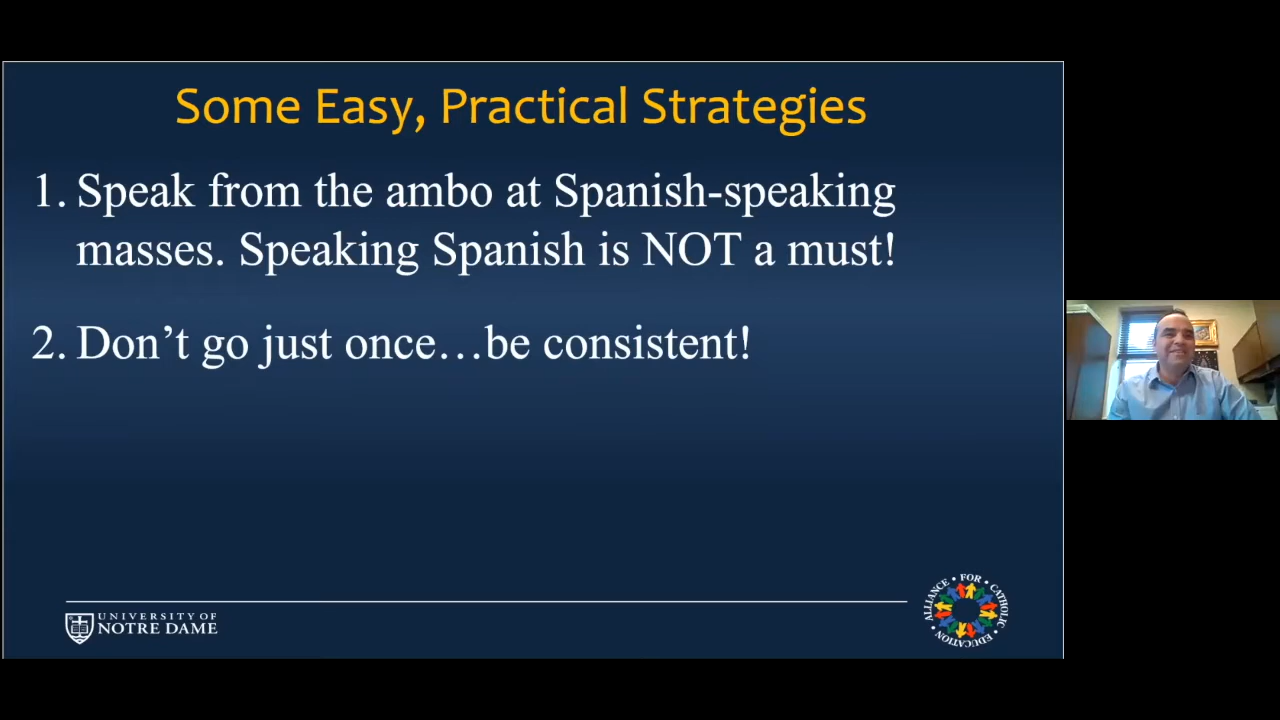 Some Easy, Practical Strategies
1. Speak from the ambo at Spanish-speaking
masses. Speaking Spanish is NOT a must!
2. Don’t go just once…be consistent!
UNIVERSITY OF
NOTRE DAME
ALLIANCE • FOR • CATHOLIC • EDUCATION •